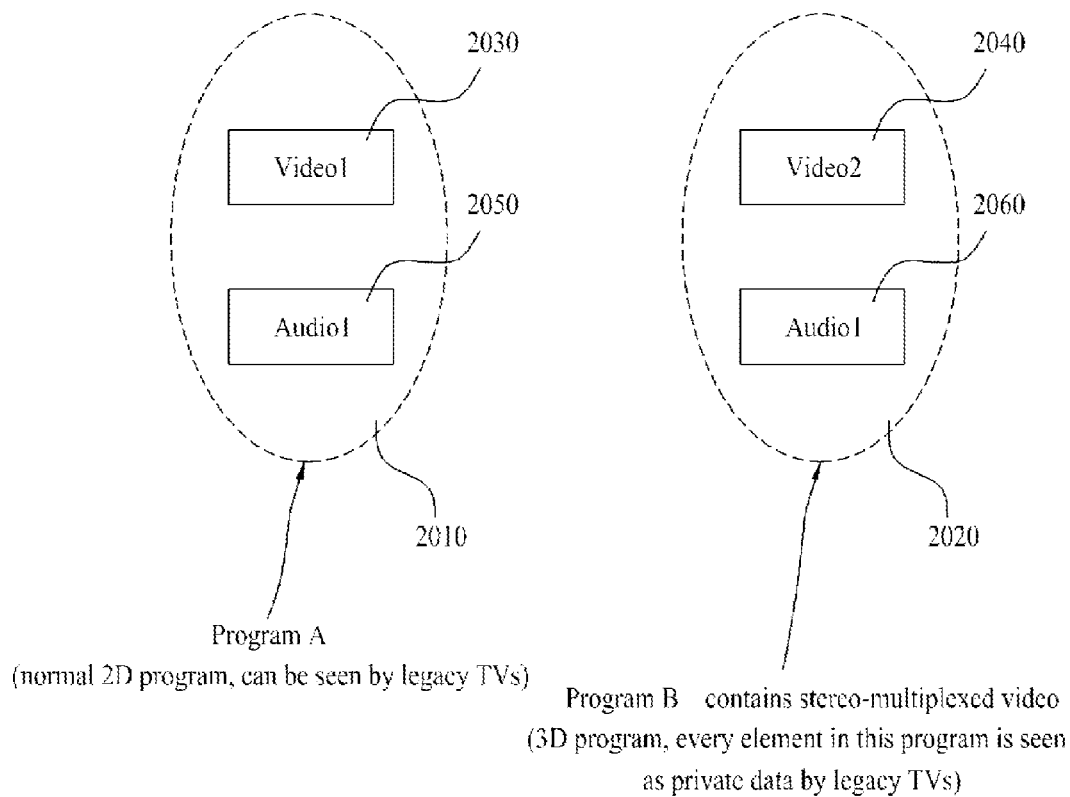 2030
2040
Video1
Video2
2050
2060
Audio1
Audio1
2010
2020
Program A
(normal 2D program, can be seen by legacy TVs)
Program B contains stereo-multiplexed video
(3D program, every element in this program is seen
as private data by legacy TVs)